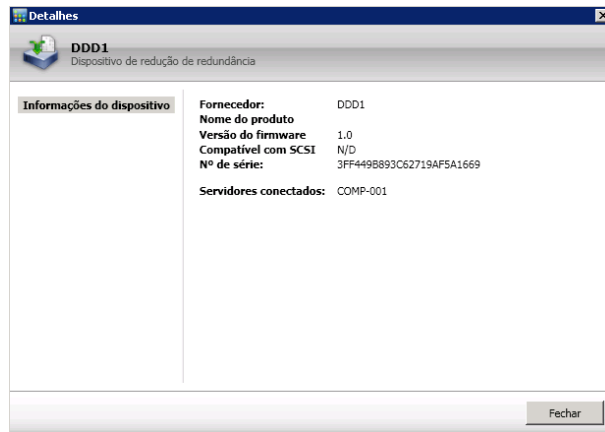 Detalhes
DDD1
Dispositivo de redução de redundância
Informações do dispositivo
Fornecedor: DDD1
Nome do produto
Versão do firmware 1.0
Compatível com SCSI N/D
Nº de série: 3FF449B893C62719AF5A1669
Servidores conectados: COMP-001
Fechar